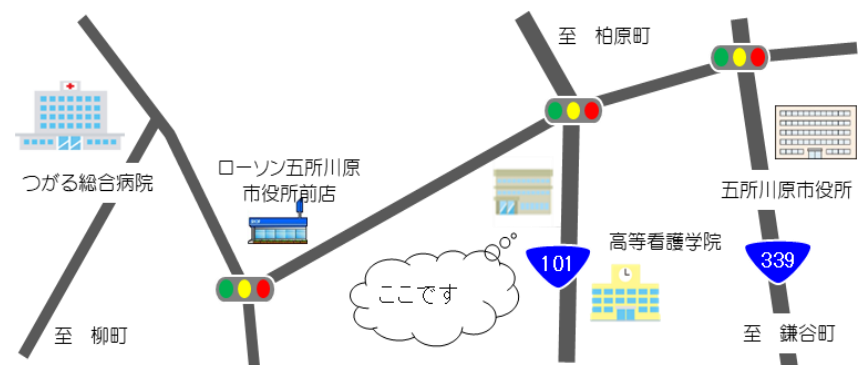 至 柏原町
つがる総合病院
ローソン五所川原
市役所前店
五所川原市役所
高等看護学院
101
339
ここです
至 柳町
至 鎌谷町